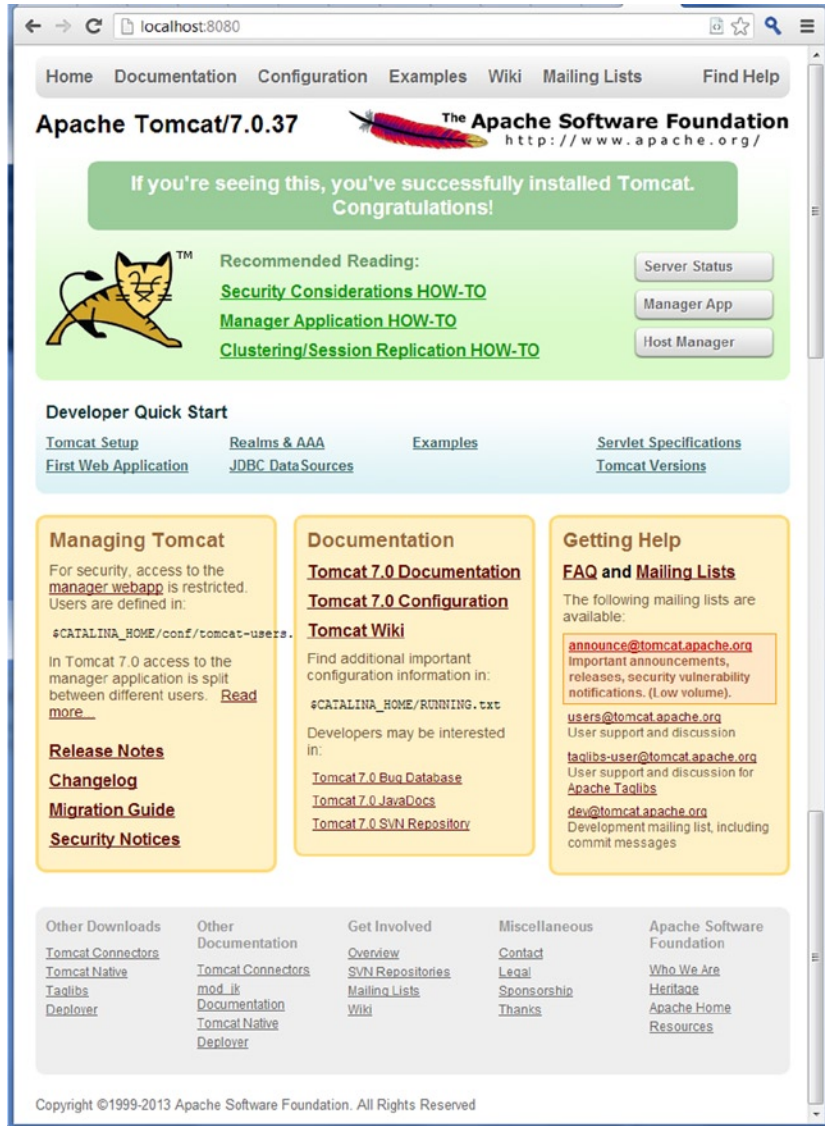 localhost:8080
Home Documentation Configuration Examples Wiki Mailing Lists Find Help
Apache Tomcat/7.0.37
The Apache Software Foundation
http://www.apache.org/
If you're seeing this, you've successfully installed Tomcat.
Congratulations!
TM
Recommended Reading:
Security Considerations HOW-TO
Manager Application HOW-TO
Clustering/Session Replication HOW-TO
Server Status
Manager App
Host Manager
Developer Quick Start
Tomcat Setup
First Web Application
Realms & AAA
JDBC DataSources
Examples
Servlet Specifications
Tomcat Versions
Managing Tomcat
For security, access to the
manager webapp is restricted.
Users are defined in:
$CATALINA_HOME/conf/tomcat-users.
In Tomcat 7.0 access to the
manager application is split
between different users. Read
more...
Release Notes
Changelog
Migration Guide
Security Notices
Documentation
Tomcat 7.0 Documentation
Tomcat 7.0 Configuration
Tomcat Wiki
Find additional important
configuration information in:
$CATALINA_HOME/RUNNING.txt
Developers may be interested
in:
Tomcat 7.0 Bug Database
Tomcat 7.0 JavaDocs
Tomcat 7.0 SVN Repository
Getting Help
FAQ and Mailing Lists
The following mailing lists are
available:
announce@tomcat.apache.org
Important announcements,
releases, security vulnerability
notifications. (Low volume).
users@tomcat.apache.org
User support and discussion
taglibs-user@tomcat.apache.org
User support and discussion for
Apache Taglibs
dev@tomcat.apache.org
Development mailing list, including
commit messages
Other Downloads
Tomcat Connectors
Tomcat Native
Taglibs
Deployer
Other
Documentation
Tomcat Connectors
mod_jk
Documentation
Tomcat Native
Deployer
Get Involved
Overview
SVN Repositories
Mailing Lists
Wiki
Miscellaneous
Contact
Legal
Sponsorship
Thanks
Apache Software
Foundation
Who We Are
Heritage
Apache Home
Resources
Copyright ©1999-2013 Apache Software Foundation. All Rights Reserved